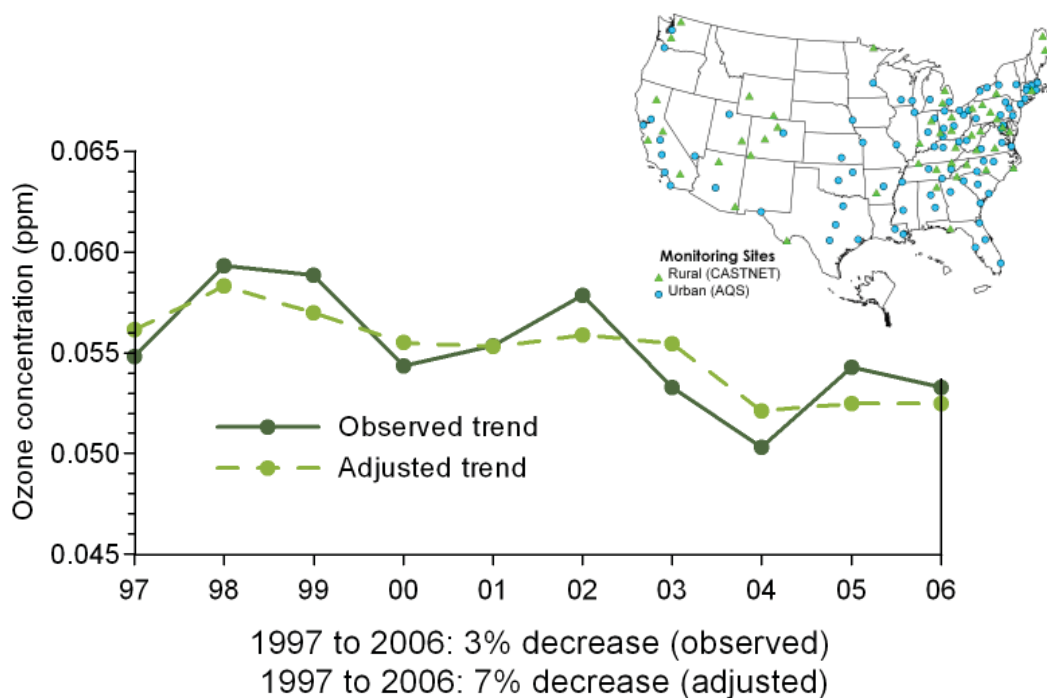 Monitoring Sites
Rural (CASTNET)
Urban (AQS)
Ozone concentration (ppm)
0.065
0.060
0.055
0.050
0.045
Observed trend
Adjusted trend
97 98 99 00 01 02 03 04 05 06
1997 to 2006: 3% decrease (observed)
1997 to 2006: 7% decrease (adjusted)